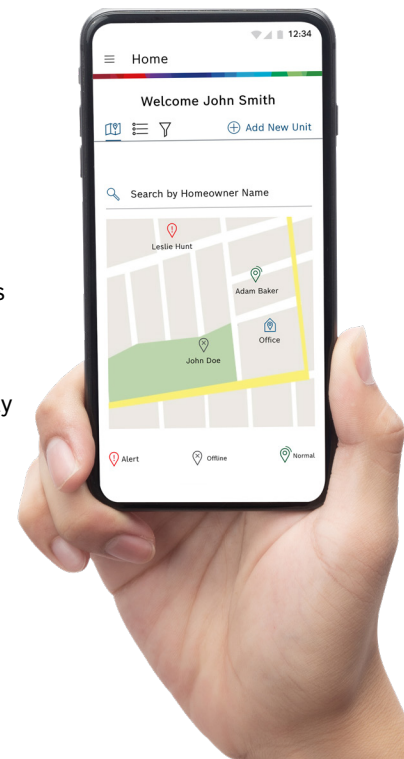 12:34
Home
Welcome John Smith
Add New Unit
Search by Homeowner Name
Leslie Hunt
Adam Baker
Office
John Doe
Alert
Offline
Normal
s
y